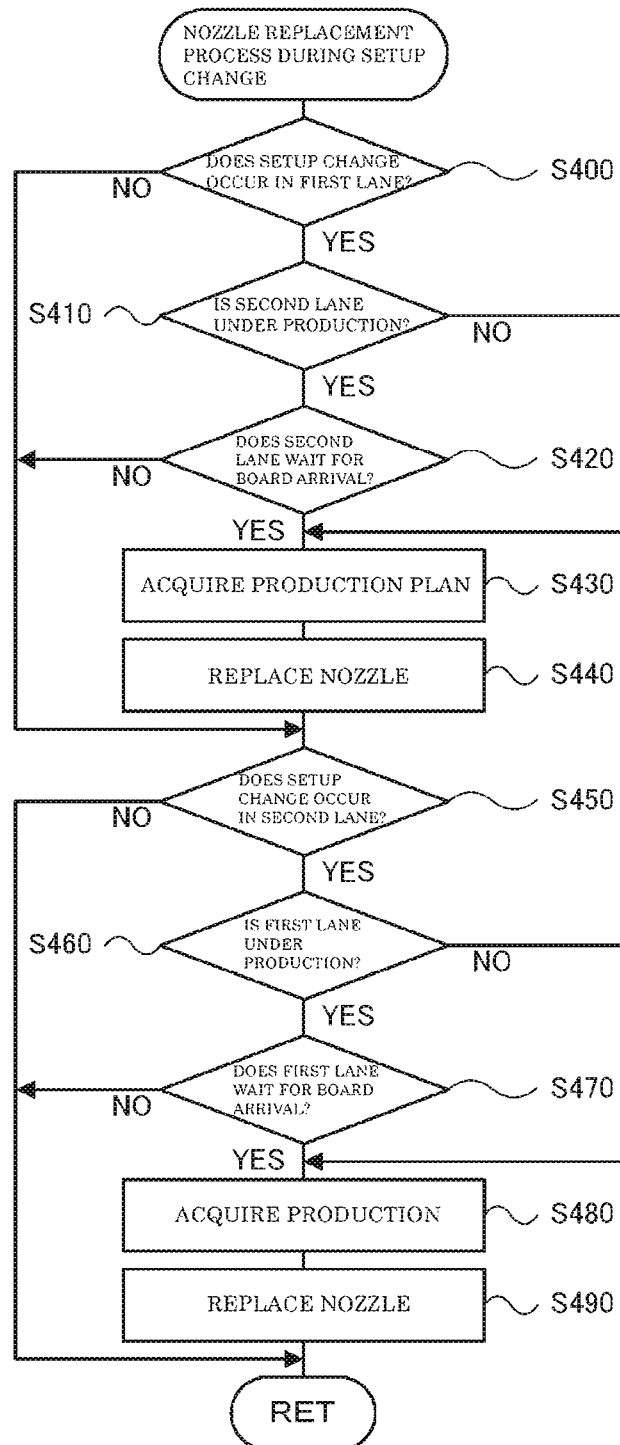 NOZZLE REPLACEMENT
PROCESS DURING SETUP
CHANGE
DOES SETUP CHANGE
OCCUR IN FIRST LANE?
S400
NO
YES
S410
IS SECOND LANE
UNDER PRODUCTION?
NO
YES
DOES SECOND
LANE WAIT FOR
BOARD ARRIVAL?
S420
NO
YES
ACQUIRE PRODUCTION PLAN
S430
REPLACE NOZZLE
S440
DOES SETUP
CHANGE OCCUR
IN SECOND LANE?
S450
NO
YES
S460
IS FIRST LANE
UNDER
PRODUCTION?
NO
YES
DOES FIRST LANE
WAIT FOR BOARD
ARRIVAL?
S470
NO
YES
ACQUIRE PRODUCTION
S480
REPLACE NOZZLE
S490
RET